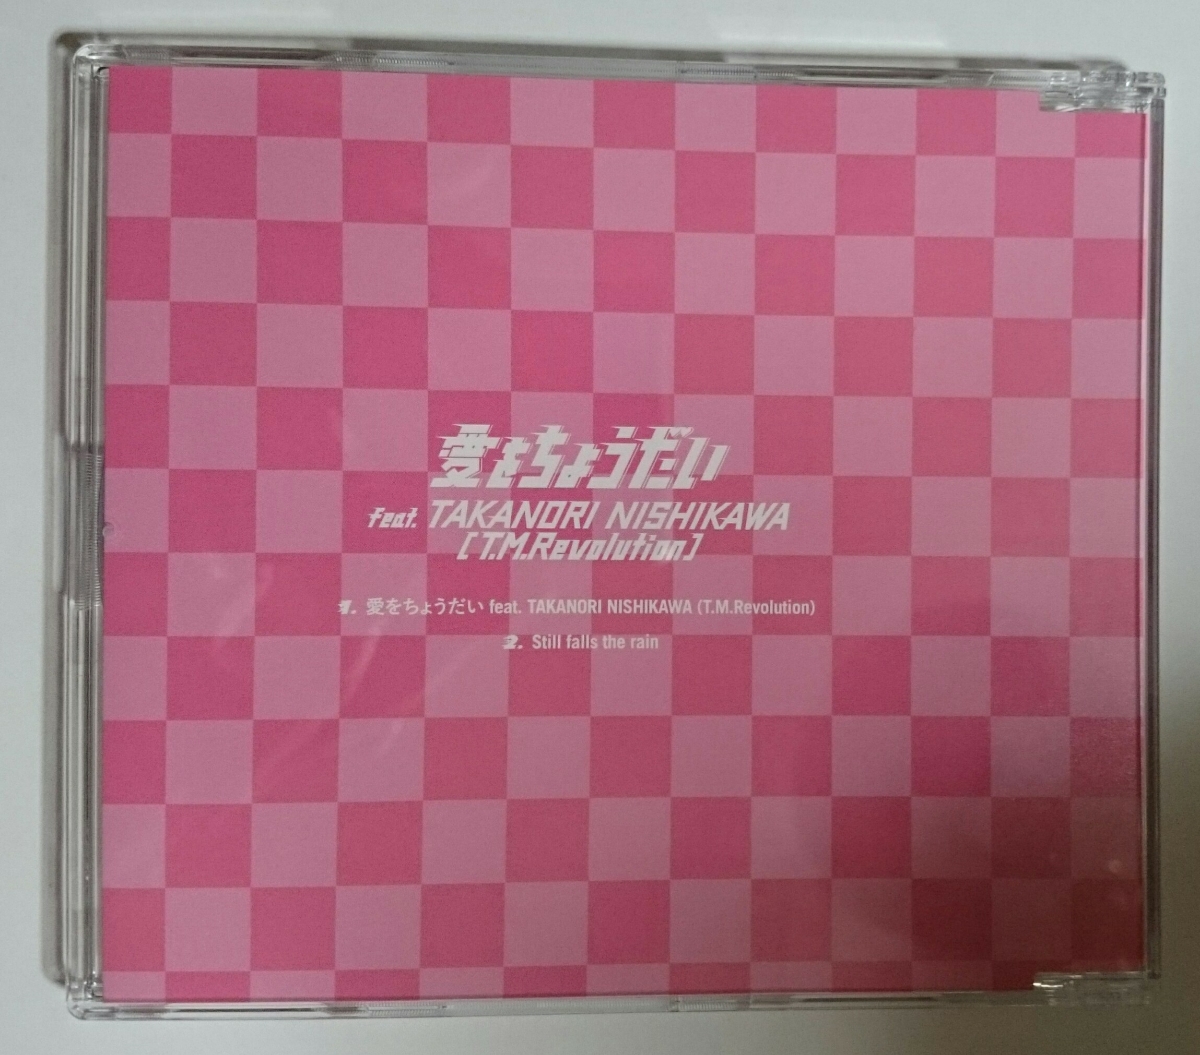 愛をちょうだい
feat. TAKANORI NISHIKAWA
[T.M.Revolution]
1. 愛をちょうだい feat. TAKANORI NISHIKAWA (T.M.Revolution)
2. Still falls the rain